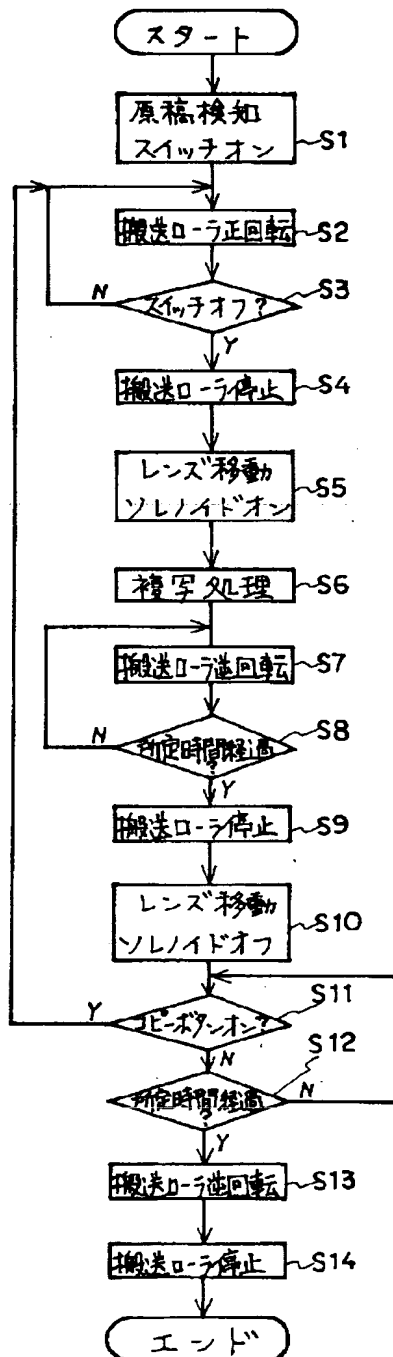 スタート
原稿検知
スイッチオン
S1
搬送ローラ正回転
S2
スイッチオフ?
S3
N
Y
搬送ローラ停止
S4
レンズ移動
ソレノイドオン
S5
複写処理
S6
搬送ローラ逆回転
S7
所定時間経過
?
S8
N
Y
搬送ローラ停止
S9
レンズ移動
ソレノイドオフ
S10
コピーボタンオン?
S11
Y
N
所定時間経過
?
S12
N
Y
搬送ローラ逆回転
S13
搬送ローラ停止
S14
エンド